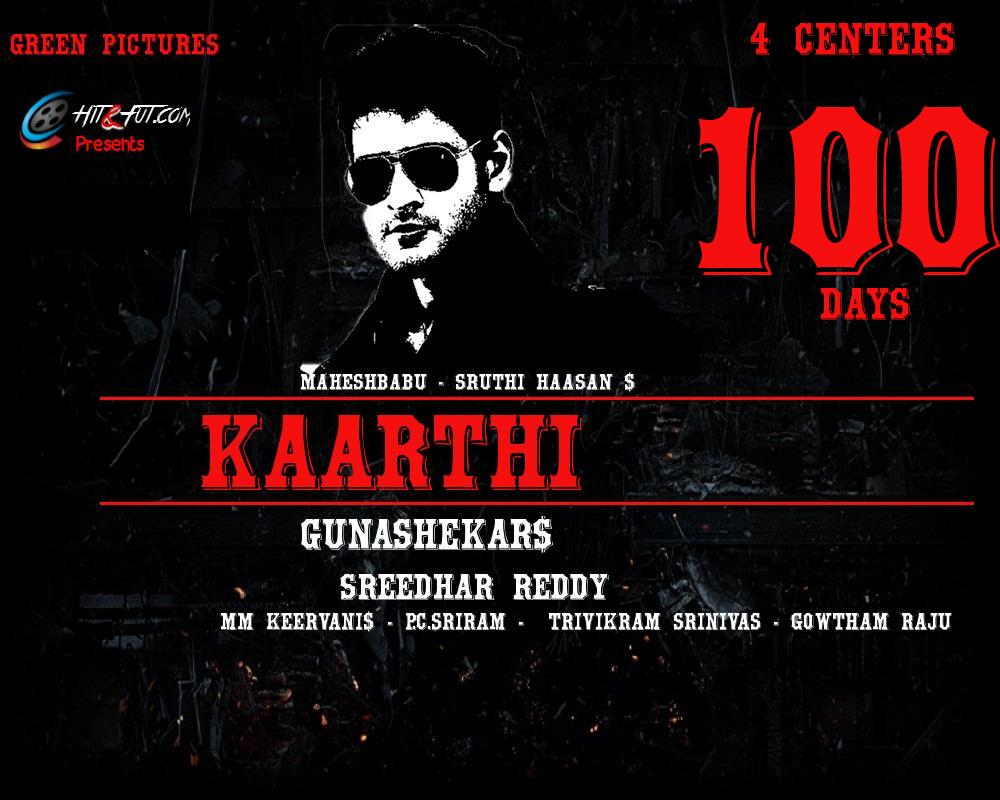 GREEN PICTURES
4 CENTERS
HIT&FUT.COM
Presents
100
DAYS
MAHESHBABU - SRUTHI HAASAN $
KAARTHI
GUNASHEKAR$
SREEDHAR REDDY
MM KEERVANI$ - P.C.SRIRAM - TRIVIKRAM SRINIVAS - GOWTHAM RAJU